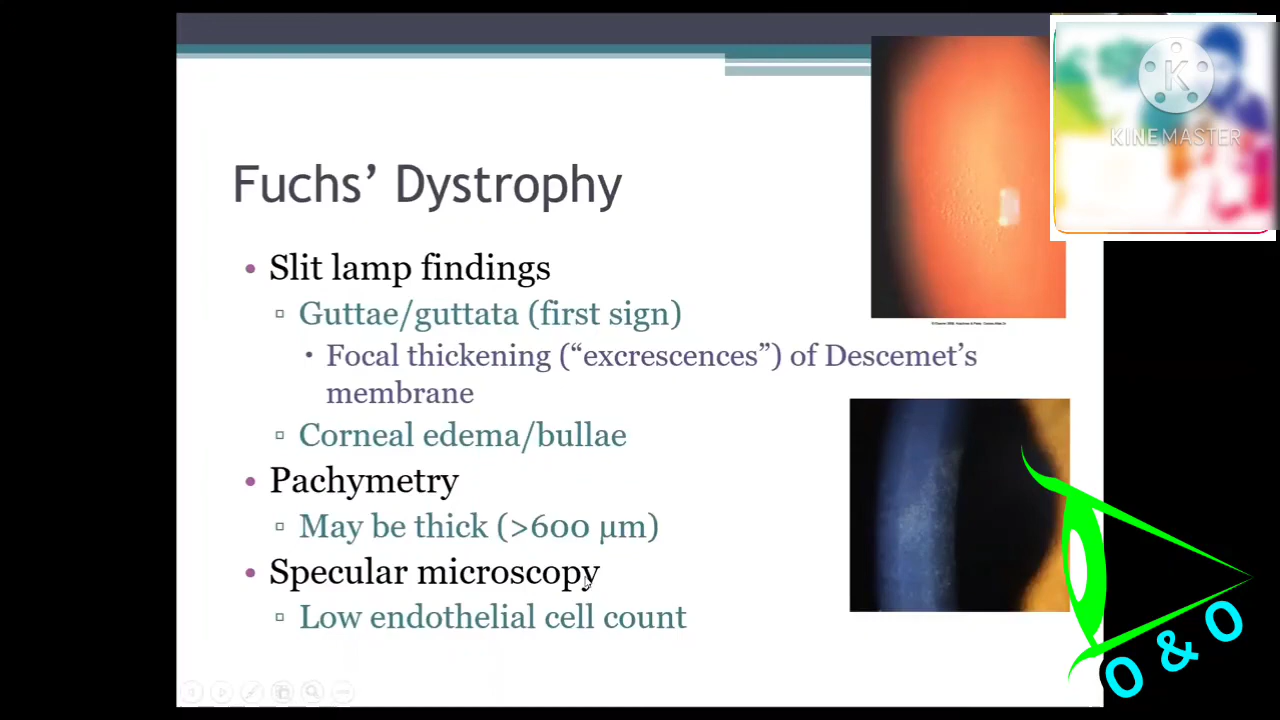 K
KINEMASTER
Fuchs’ Dystrophy
• Slit lamp findings
▫ Guttae/guttata (first sign)
• Focal thickening (“excrescences”) of Descemet’s
membrane
▫ Corneal edema/bullae
• Pachymetry
▫ May be thick (>600 µm)
• Specular microscopy
▫ Low endothelial cell count
O & O